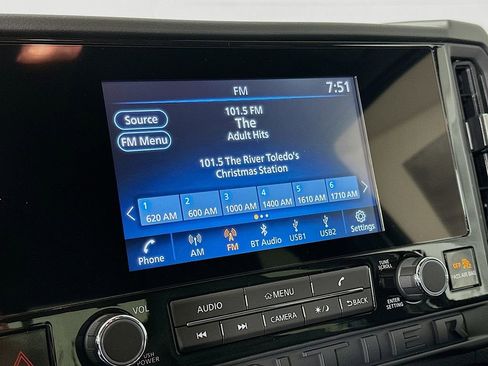 FM
7:51
Source
FM Menu
101.5 FM
The
Adult Hits
101.5 The River Toledo's
Christmas Station
1 2 3 4 5 6
620 AM 600 AM 1000 AM 1400 AM 1610 AM 1710 AM
Phone AM FM BT Audio USB1 USB2 Settings
VOL
AUDIO MENU
CAMERA BACK
PUSH
POWER
TUNE
SCROLL
ENTER
SETTING
OFF
PASS AIR BAG